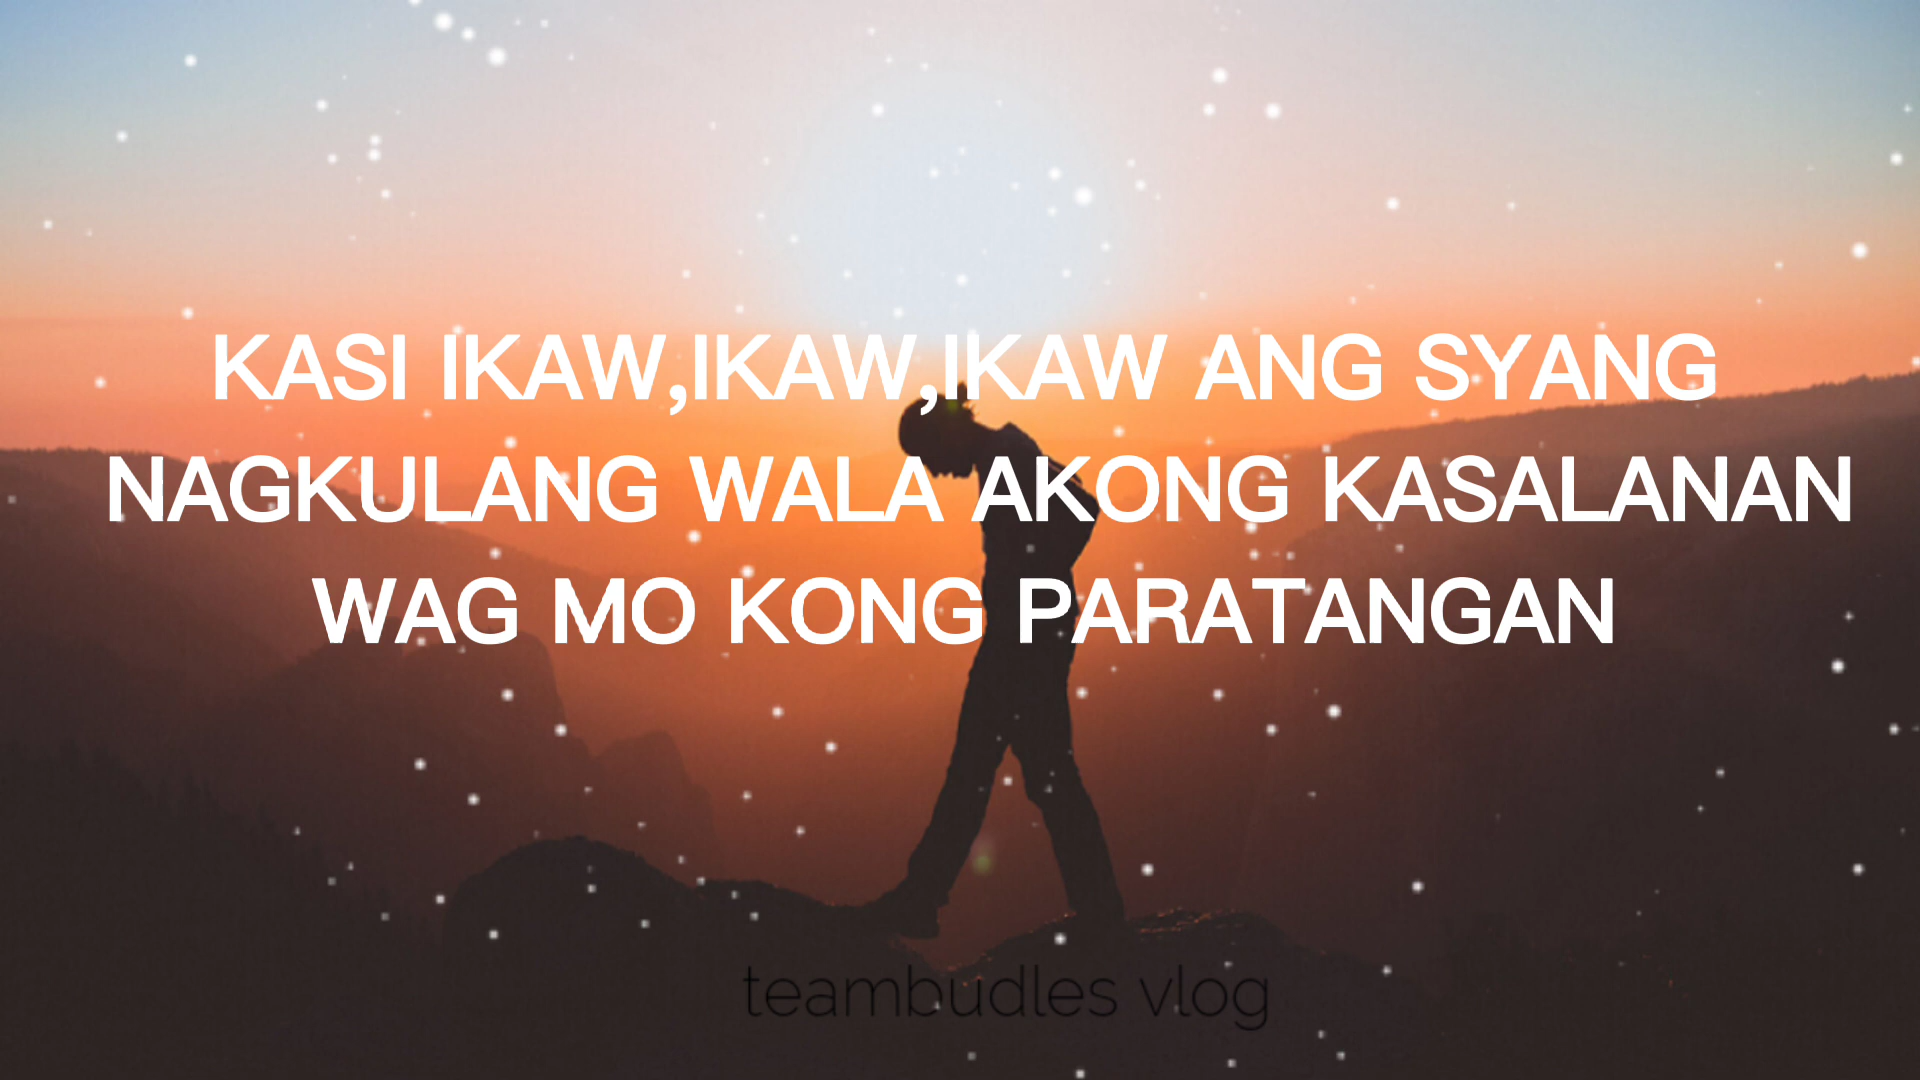 KASI IKAW,IKAW,IKAW ANG SYANG
NAGKULANG WALA AKONG KASALANAN
WAG MO KONG PARATANGAN
teambudles vlog